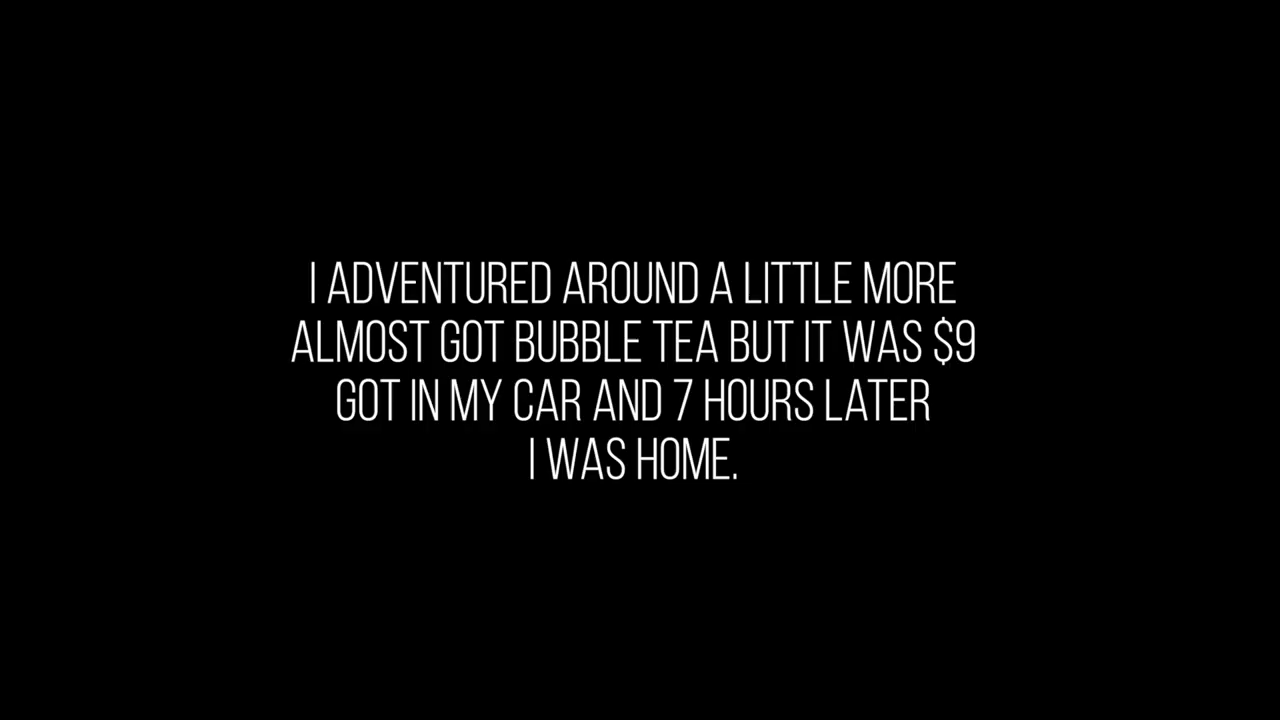 I ADVENTURED AROUND A LITTLE MORE
ALMOST GOT BUBBLE TEA BUT IT WAS $9
GOT IN MY CAR AND 7 HOURS LATER
I WAS HOME.